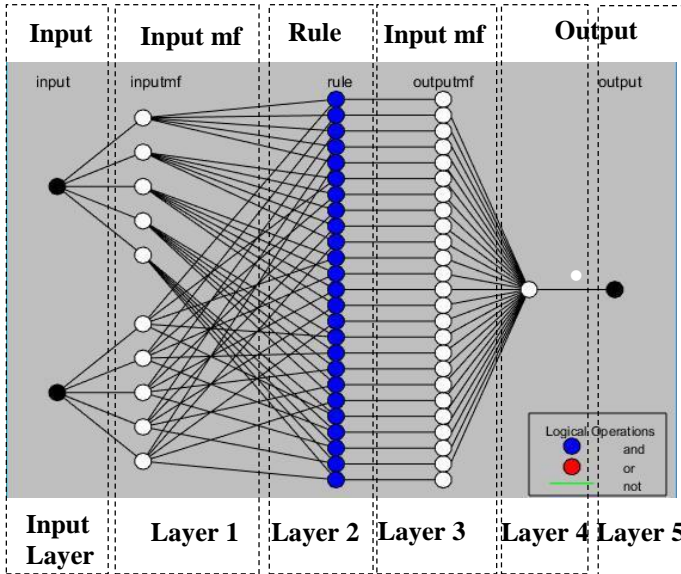 Input Input mf Rule Input mf Output
input inputmf rule outputmf output
Logical Operations
and
or
not
Input
Layer
Layer 1 Layer 2 Layer 3 Layer 4 Layer 5